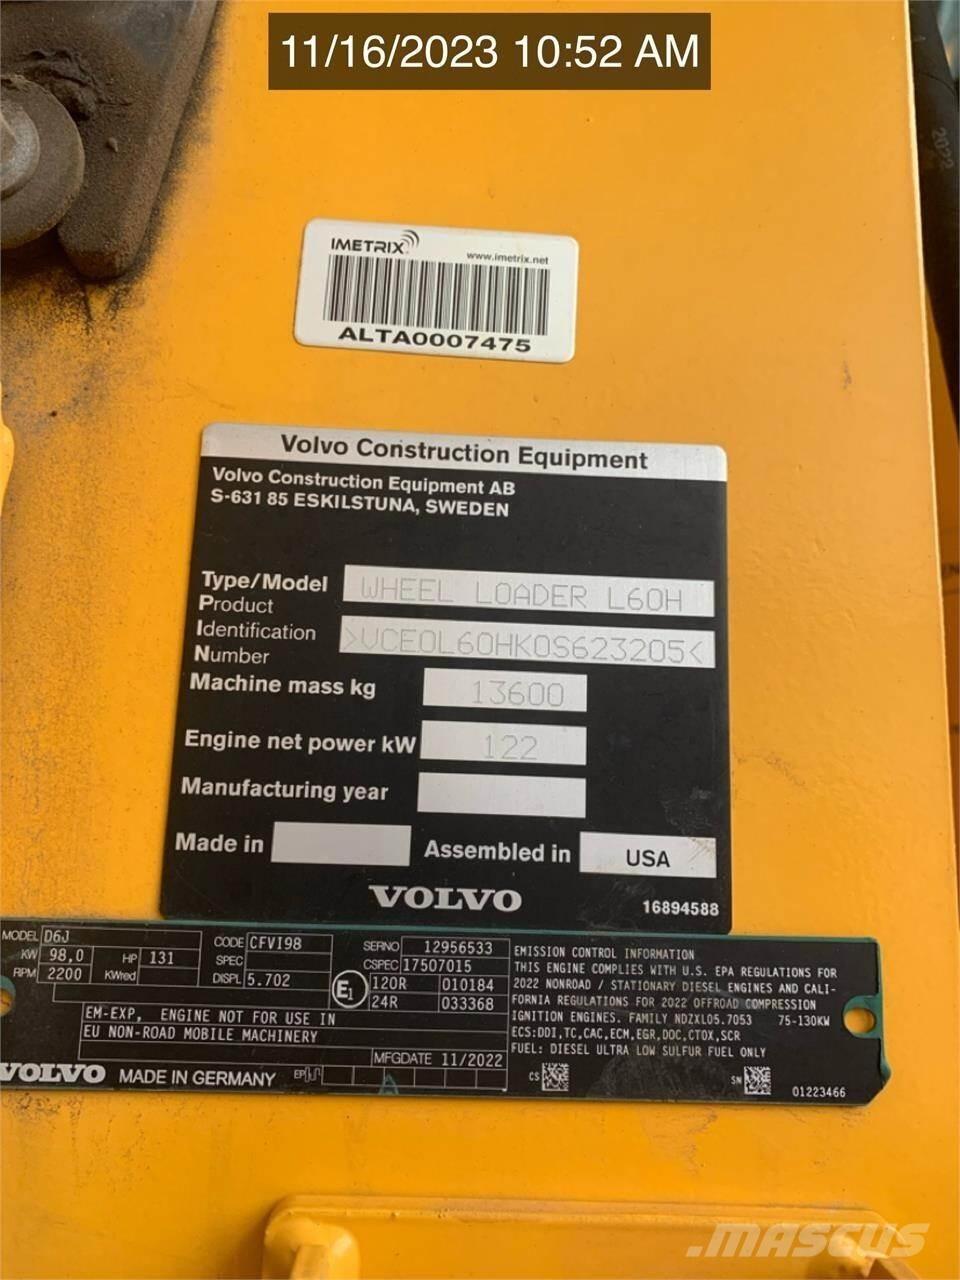 11/16/2023 10:52 AM
IMETRIX
www.imetrix.net
ALTA0007475
Volvo Construction Equipment
Volvo Construction Equipment AB
S-631 85 ESKILSTUNA, SWEDEN
Type/Model WHEEL LOADER L60H
Product
Identification >VCE0L60HK0S623205<
Number
Machine mass kg 13600
Engine net power kW 122
Manufacturing year
Made in Assembled in USA
VOLVO 16894588
MODEL D6J
KW 98,0 HP 131
RPM 2200 KWred
CODE CFVI98
SPEC
DISPL 5.702
SERNO 12956533
CSPEC 17507015
E1 120R 010184
24R 033368
EM-EXP, ENGINE NOT FOR USE IN
EU NON-ROAD MOBILE MACHINERY
MFGDATE 11/2022
VOLVO MADE IN GERMANY EP
EMISSION CONTROL INFORMATION
THIS ENGINE COMPLIES WITH U.S. EPA REGULATIONS FOR
2022 NONROAD / STATIONARY DIESEL ENGINES AND CALI-
FORNIA REGULATIONS FOR 2022 OFFROAD COMPRESSION
IGNITION ENGINES. FAMILY NDZXL05.7053 75-130KW
ECS:DDI,TC,CAC,ECM,EGR,DOC,CTOX,SCR
FUEL: DIESEL ULTRA LOW SULFUR FUEL ONLY
CS SN 01223466
MASCUS